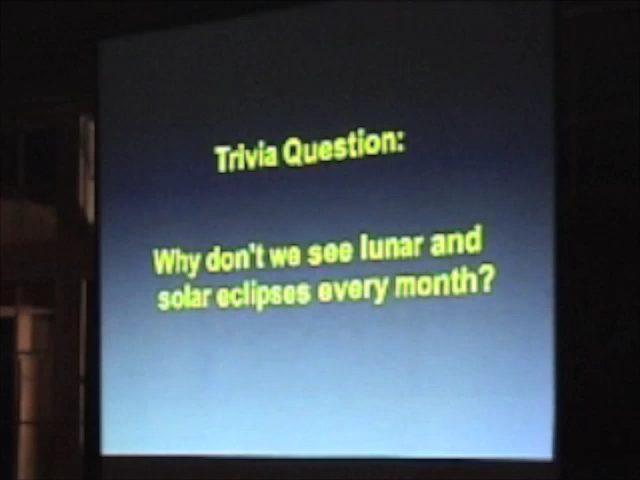 Trivia Question:
Why don't we see lunar and
solar eclipses every month?